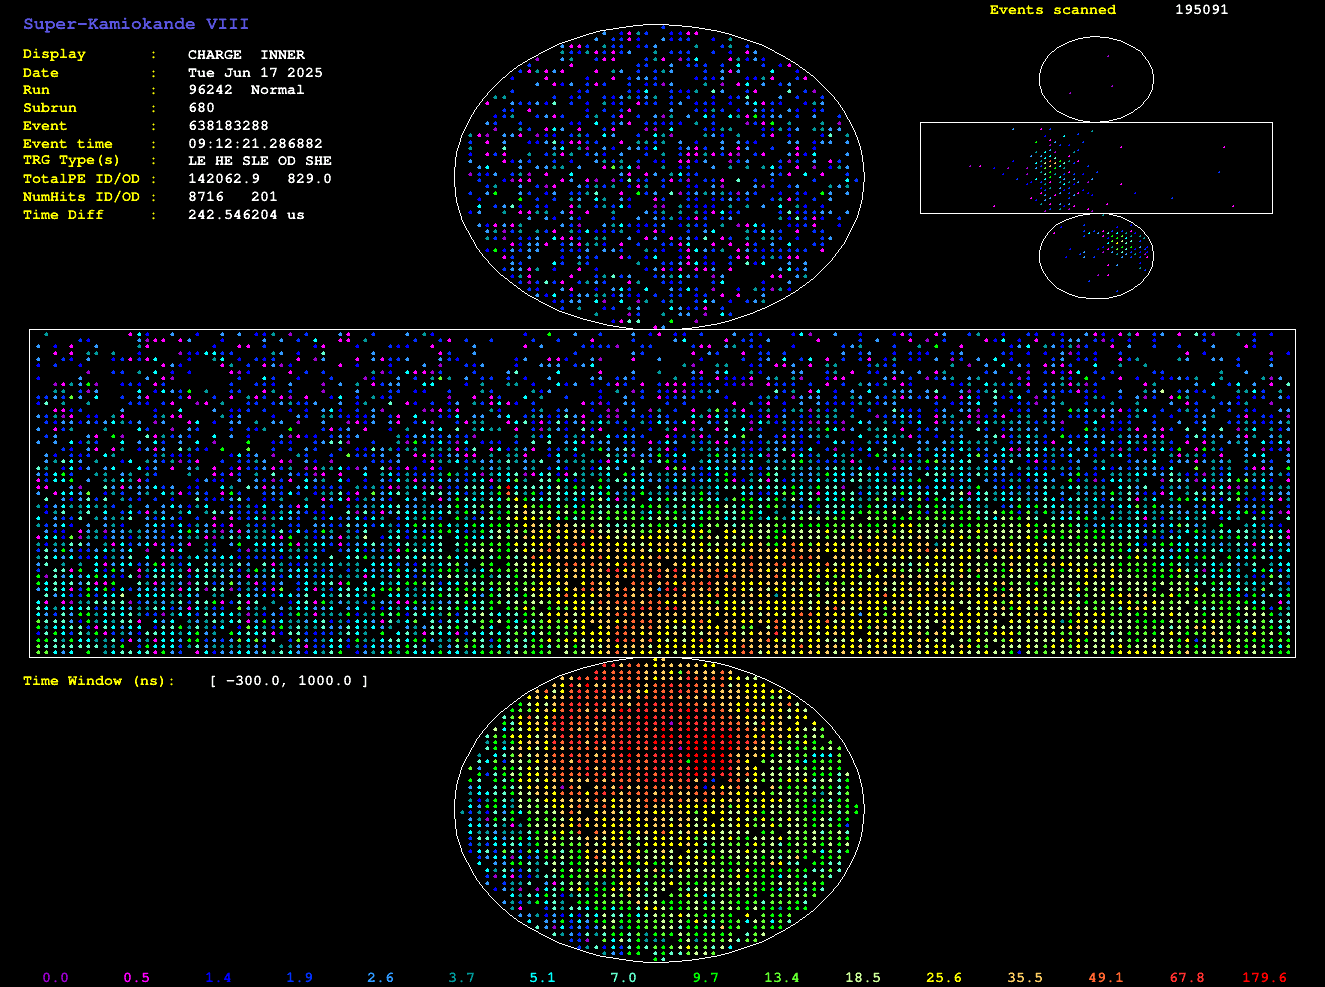 Super-Kamiokande VIII
Events scanned 195091
Display : CHARGE INNER
Date : Tue Jun 17 2025
Run : 96242 Normal
Subrun : 680
Event : 638183288
Event time : 09:12:21.286882
TRG Type(s) : LE HE SLE OD SHE
TotalPE ID/OD : 142062.9 829.0
NumHits ID/OD : 8716 201
Time Diff : 242.546204 us
Time Window (ns): [ -300.0, 1000.0 ]
0.0 0.5 1.4 1.9 2.6 3.7 5.1 7.0 9.7 13.4 18.5 25.6 35.5 49.1 67.8 179.6